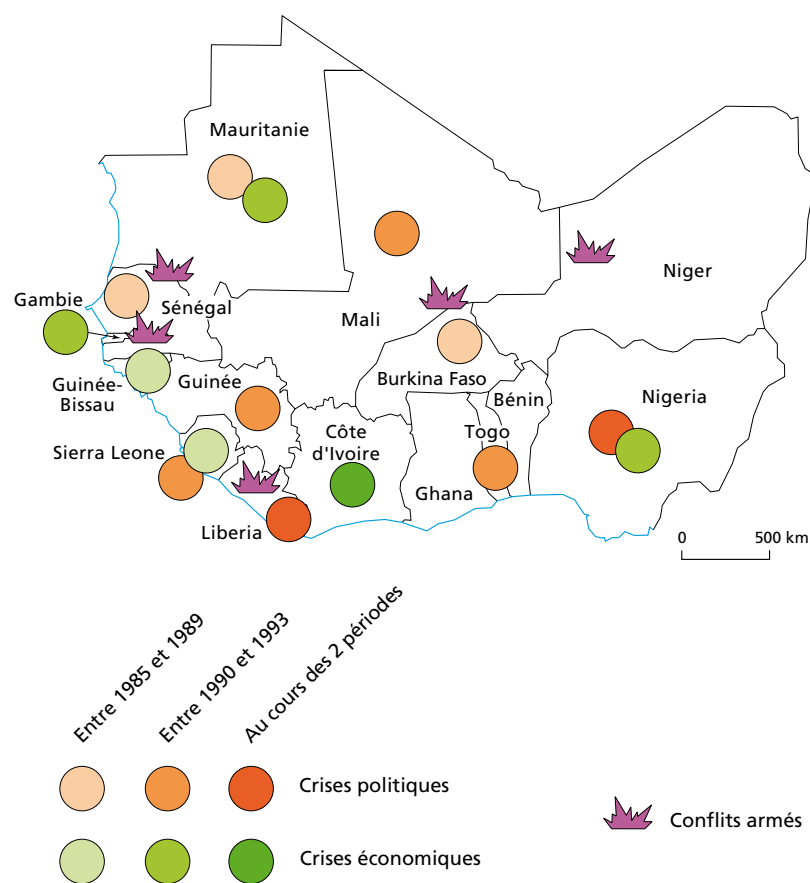 Mauritanie
Niger
Gambie
Sénégal
Mali
Guinée-
Bissau
Guinée
Burkina Faso
Bénin
Nigeria
Sierra Leone
Côte
d'Ivoire
Togo
Ghana
Liberia
0 500 km
Entre 1985 et 1989
Entre 1990 et 1993
Au cours des 2 périodes
Crises politiques
Conflits armés
Crises économiques